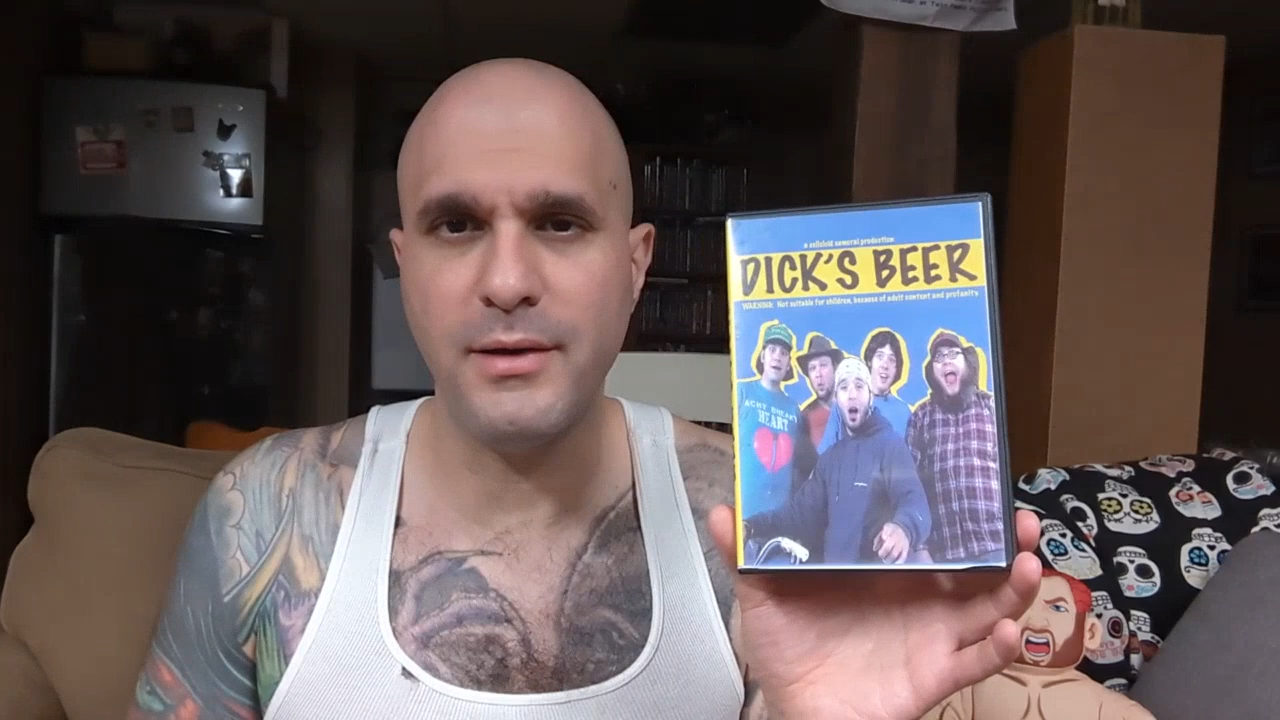 a celluloid samurai production
DICK'S BEER
WARNING: Not suitable for children, because of adult content and profanity
ACHY BREAKY
HEART